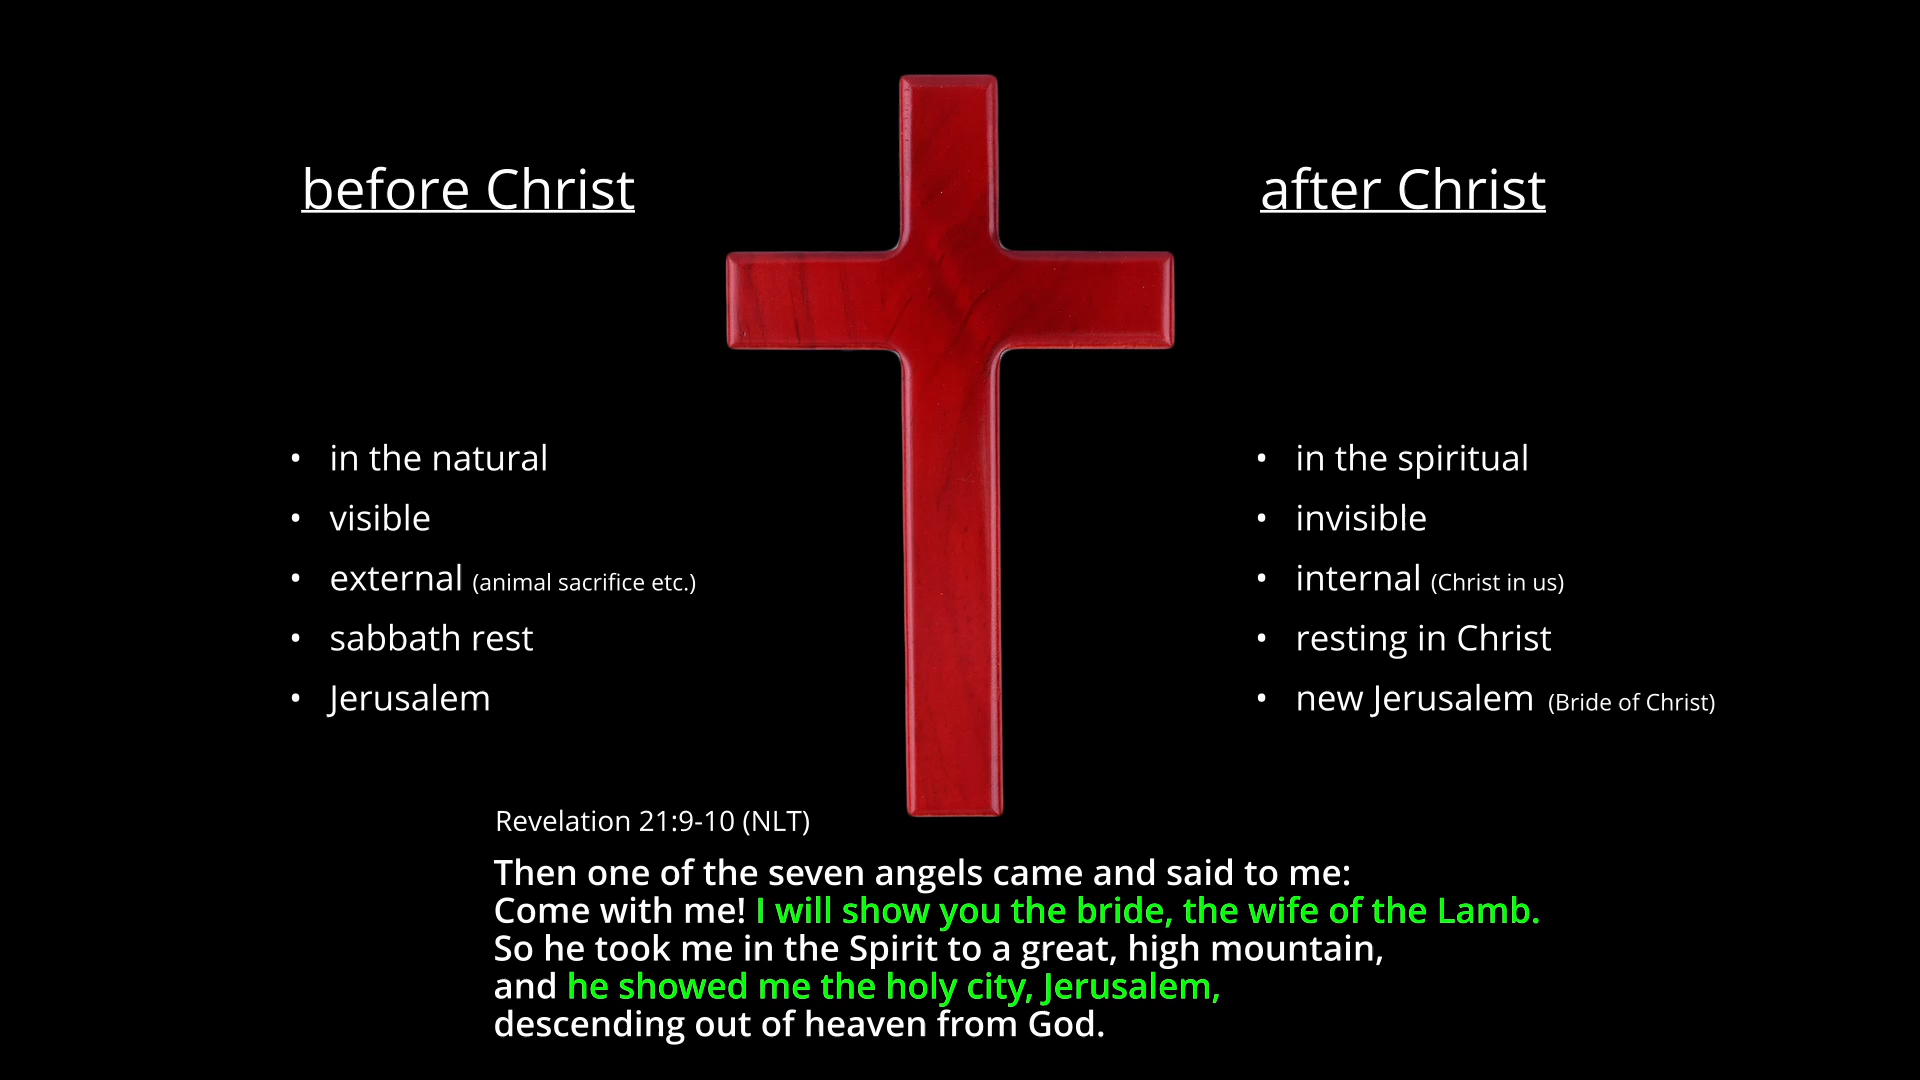 before Christ
after Christ
• in the natural
• visible
• external (animal sacrifice etc.)
• sabbath rest
• Jerusalem
• in the spiritual
• invisible
• internal (Christ in us)
• resting in Christ
• new Jerusalem (Bride of Christ)
Revelation 21:9-10 (NLT)
Then one of the seven angels came and said to me:
Come with me! I will show you the bride, the wife of the Lamb.
So he took me in the Spirit to a great, high mountain,
and he showed me the holy city, Jerusalem,
descending out of heaven from God.